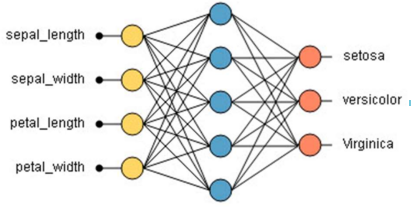 sepal_length
sepal_width
petal_length
petal_width
setosa
versicolor
Virginica